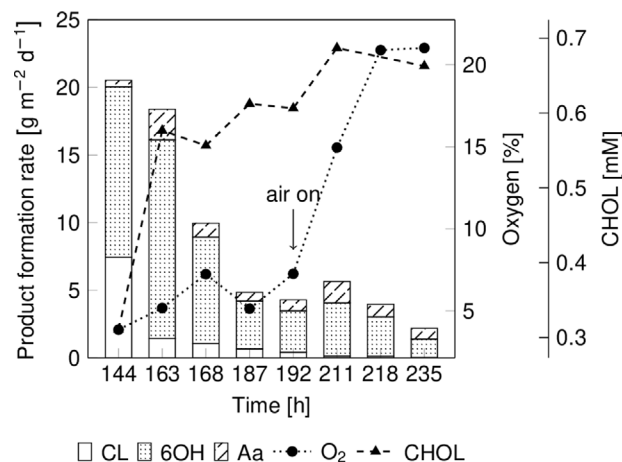 Product formation rate [g m⁻² d⁻¹]
25
20
15
10
5
0
air on
20
15
10
5
Oxygen [%]
0.7
0.6
0.5
0.4
0.3
CHOL [mM]
144 163 168 187 192 211 218 235
Time [h]
CL 6OH Aa O₂ CHOL